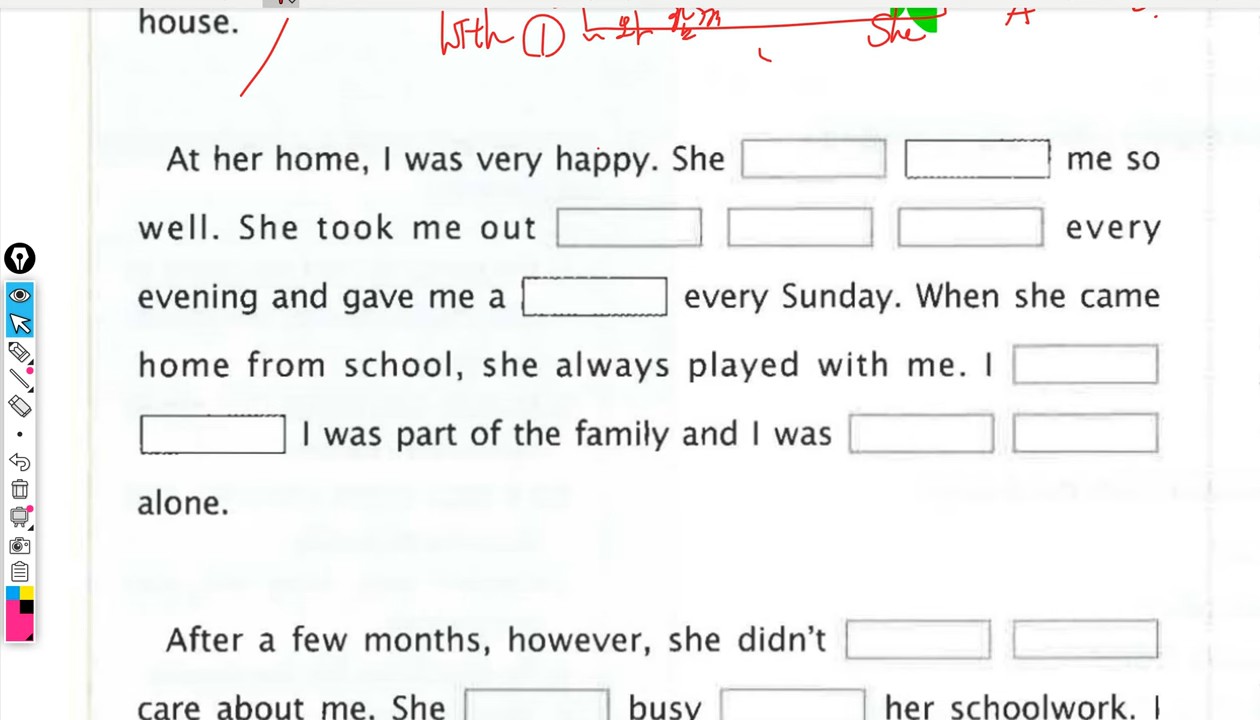 house.
With ① She
At her home, I was very happy. She me so
well. She took me out every
evening and gave me a every Sunday. When she came
home from school, she always played with me. I
I was part of the family and I was
alone.
After a few months, however, she didn't
care about me. She busy her schoolwork. I